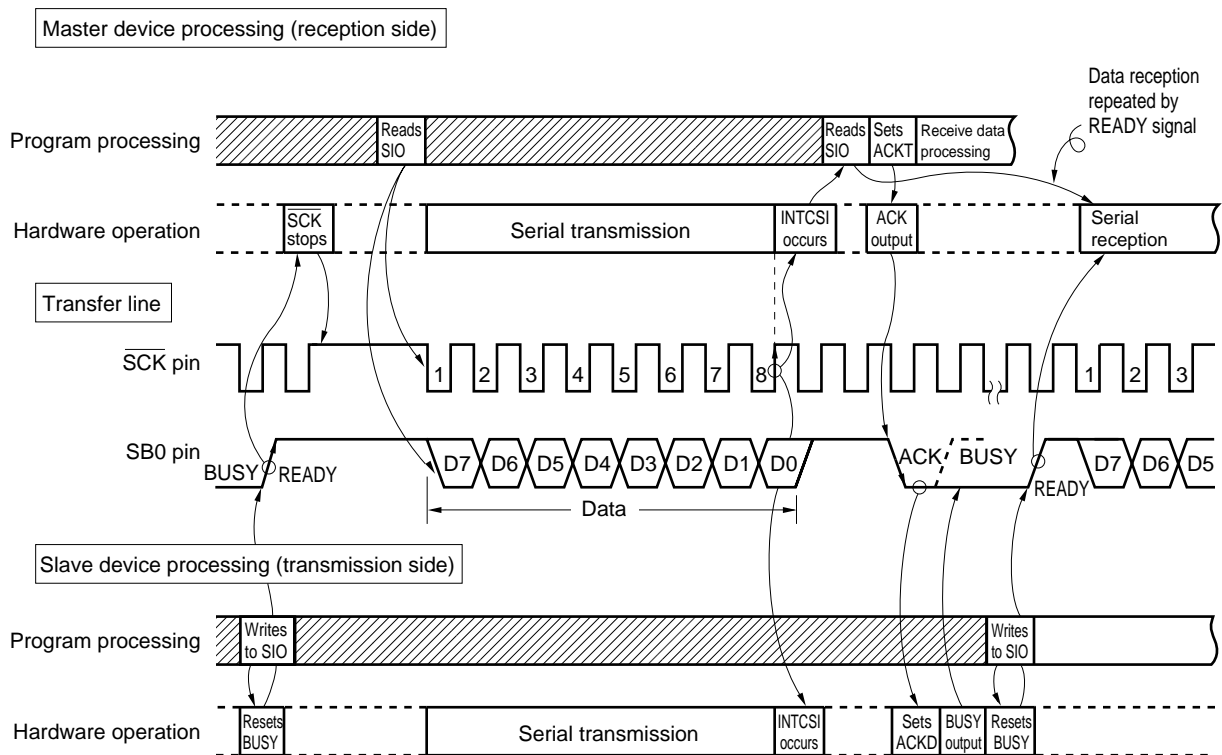 Master device processing (reception side)
Data reception
repeated by
READY signal
Program processing
Reads
SIO
Reads
SIO
Sets
ACKT
Receive data
processing
Hardware operation
SCK
stops
Serial transmission
INTCSI
occurs
ACK
output
Serial
reception
Transfer line
SCK pin
1 2 3 4 5 6 7 8 1 2 3
SB0 pin
BUSY READY D7 D6 D5 D4 D3 D2 D1 D0 ACK BUSY READY D7 D6 D5
Data
Slave device processing (transmission side)
Program processing
Writes
to SIO
Writes
to SIO
Hardware operation
Resets
BUSY
Serial transmission
INTCSI
occurs
Sets
ACKD
BUSY
output
Resets
BUSY